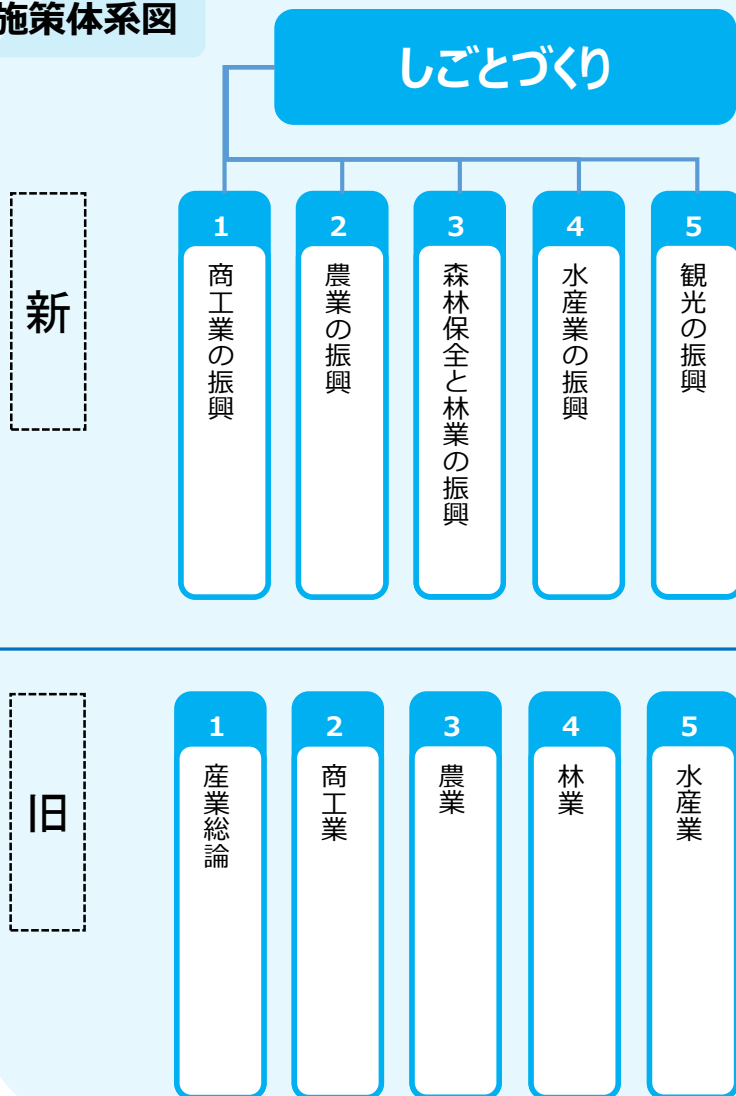 施策体系図
しごとづくり
新
1
商工業の振興
2
農業の振興
3
森林保全と林業の振興
4
水産業の振興
5
観光の振興
旧
1
産業総論
2
商工業
3
農業
4
林業
5
水産業